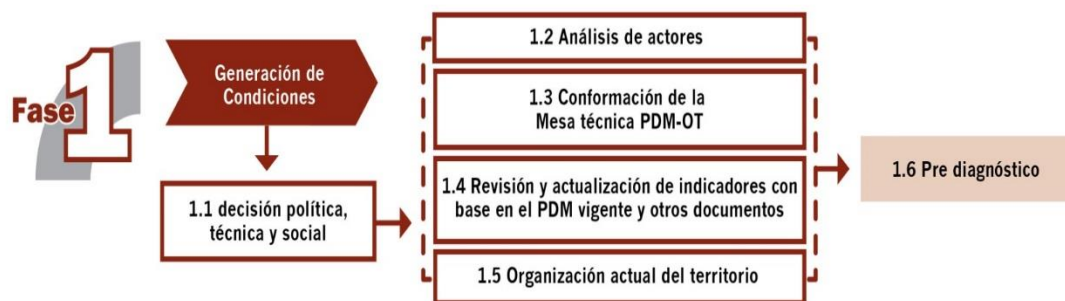 Fase 1
Generación de
Condiciones
1.1 decisión política,
técnica y social
1.2 Análisis de actores
1.3 Conformación de la
Mesa técnica PDM-OT
1.4 Revisión y actualización de indicadores con
base en el PDM vigente y otros documentos
1.5 Organización actual del territorio
1.6 Pre diagnóstico